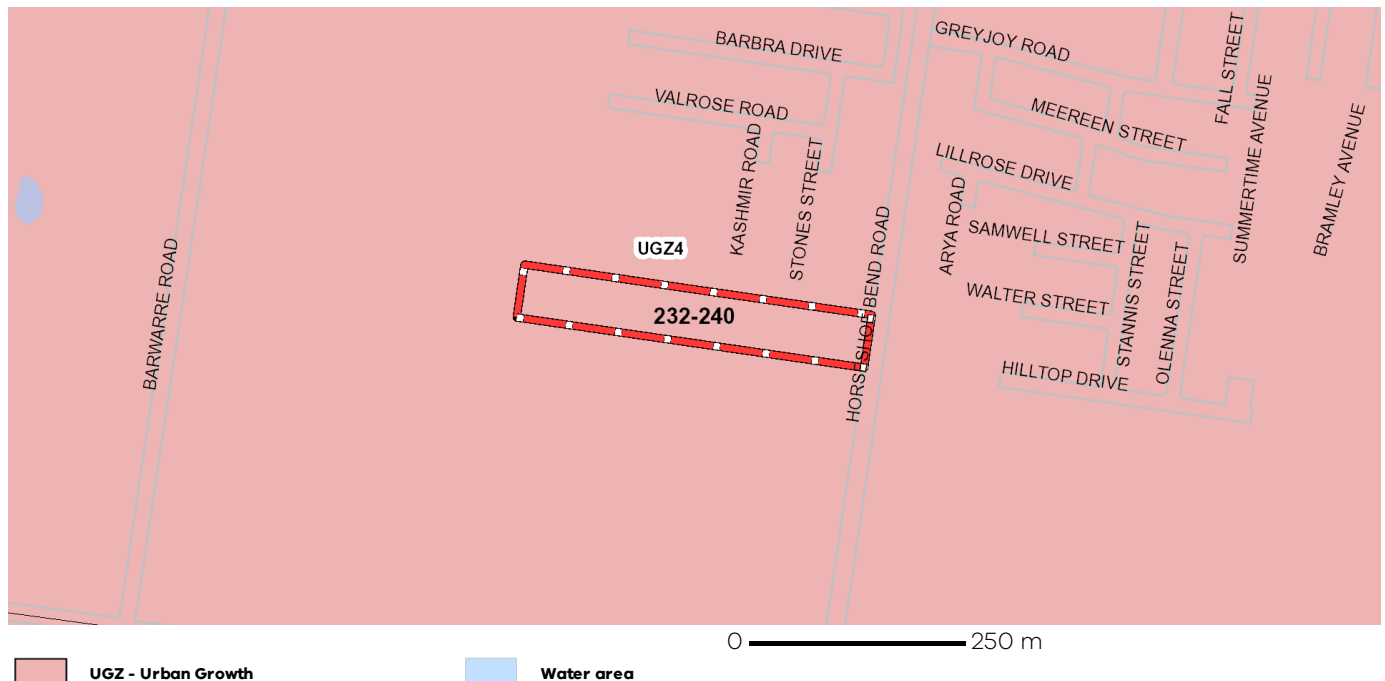 GREYJOY ROAD
FALL STREET
BARBRA DRIVE
SUMMERTIME AVENUE
VALROSE ROAD
MEEREEN STREET
BRAMLEY AVENUE
KASHMIR ROAD
STONES STREET
LILLROSE DRIVE
ARYA ROAD
SAMWELL STREET
UGZ4
BARWARRE ROAD
HORSESHOE BEND ROAD
WALTER STREET
STANNIS STREET
OLENNA STREET
232-240
HILLTOP DRIVE
0 250 m
UGZ - Urban Growth
Water area